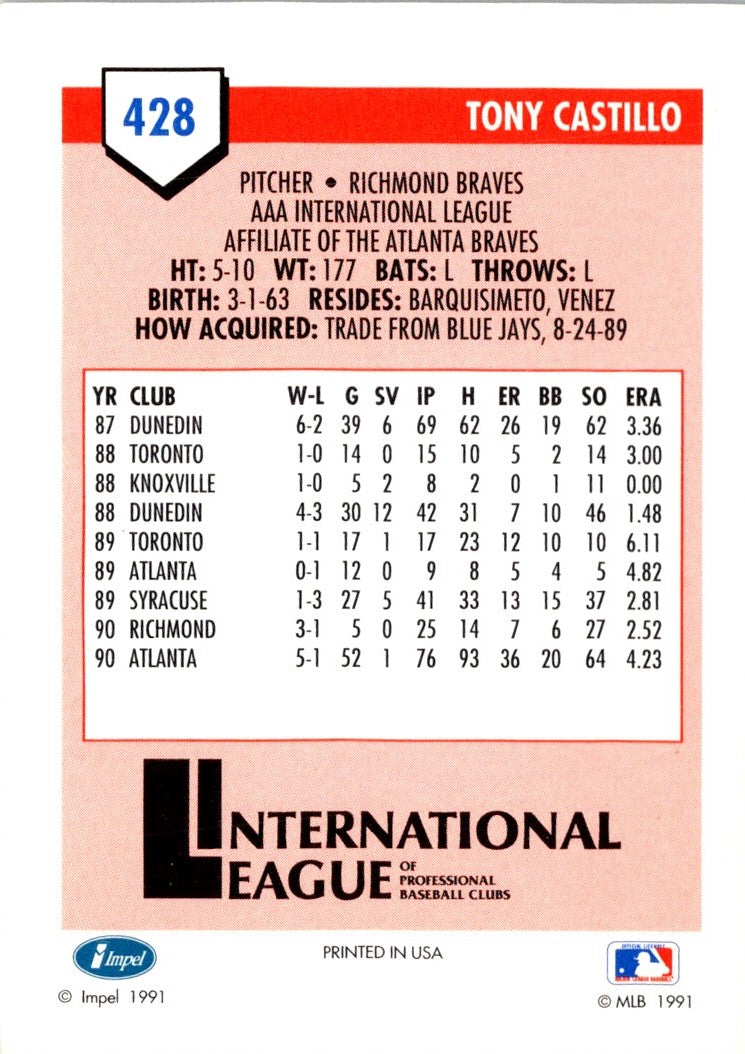 428
TONY CASTILLO
PITCHER • RICHMOND BRAVES
AAA INTERNATIONAL LEAGUE
AFFILIATE OF THE ATLANTA BRAVES
HT: 5-10 WT: 177 BATS: L THROWS: L
BIRTH: 3-1-63 RESIDES: BARQUISIMETO, VENEZ
HOW ACQUIRED: TRADE FROM BLUE JAYS, 8-24-89
YR CLUB W-L G SV IP H ER BB SO ERA
87 DUNEDIN 6-2 39 6 69 62 26 19 62 3.36
88 TORONTO 1-0 14 0 15 10 5 2 14 3.00
88 KNOXVILLE 1-0 5 2 8 2 0 1 11 0.00
88 DUNEDIN 4-3 30 12 42 31 7 10 46 1.48
89 TORONTO 1-1 17 1 17 23 12 10 10 6.11
89 ATLANTA 0-1 12 0 9 8 5 4 5 4.82
89 SYRACUSE 1-3 27 5 41 33 13 15 37 2.81
90 RICHMOND 3-1 5 0 25 14 7 6 27 2.52
90 ATLANTA 5-1 52 1 76 93 36 20 64 4.23
INTERNATIONAL
LEAGUE OF
PROFESSIONAL
BASEBALL CLUBS
Impel
PRINTED IN USA
OFFICIAL LICENSEE
MAJOR LEAGUE BASEBALL
© Impel 1991
© MLB 1991